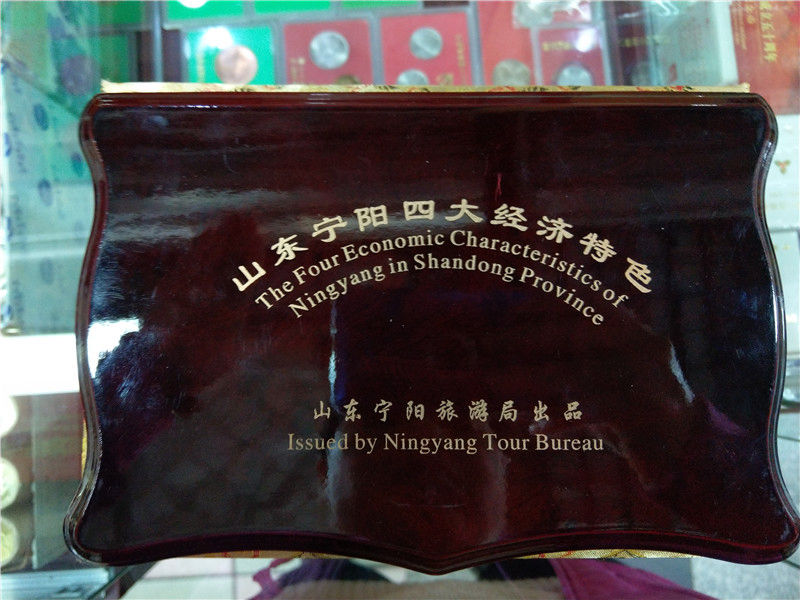 山东宁阳四大经济特色
The Four Economic Characteristics of
Ningyang in Shandong Province
山东宁阳旅游局出品
Issued by Ningyang Tour Bureau